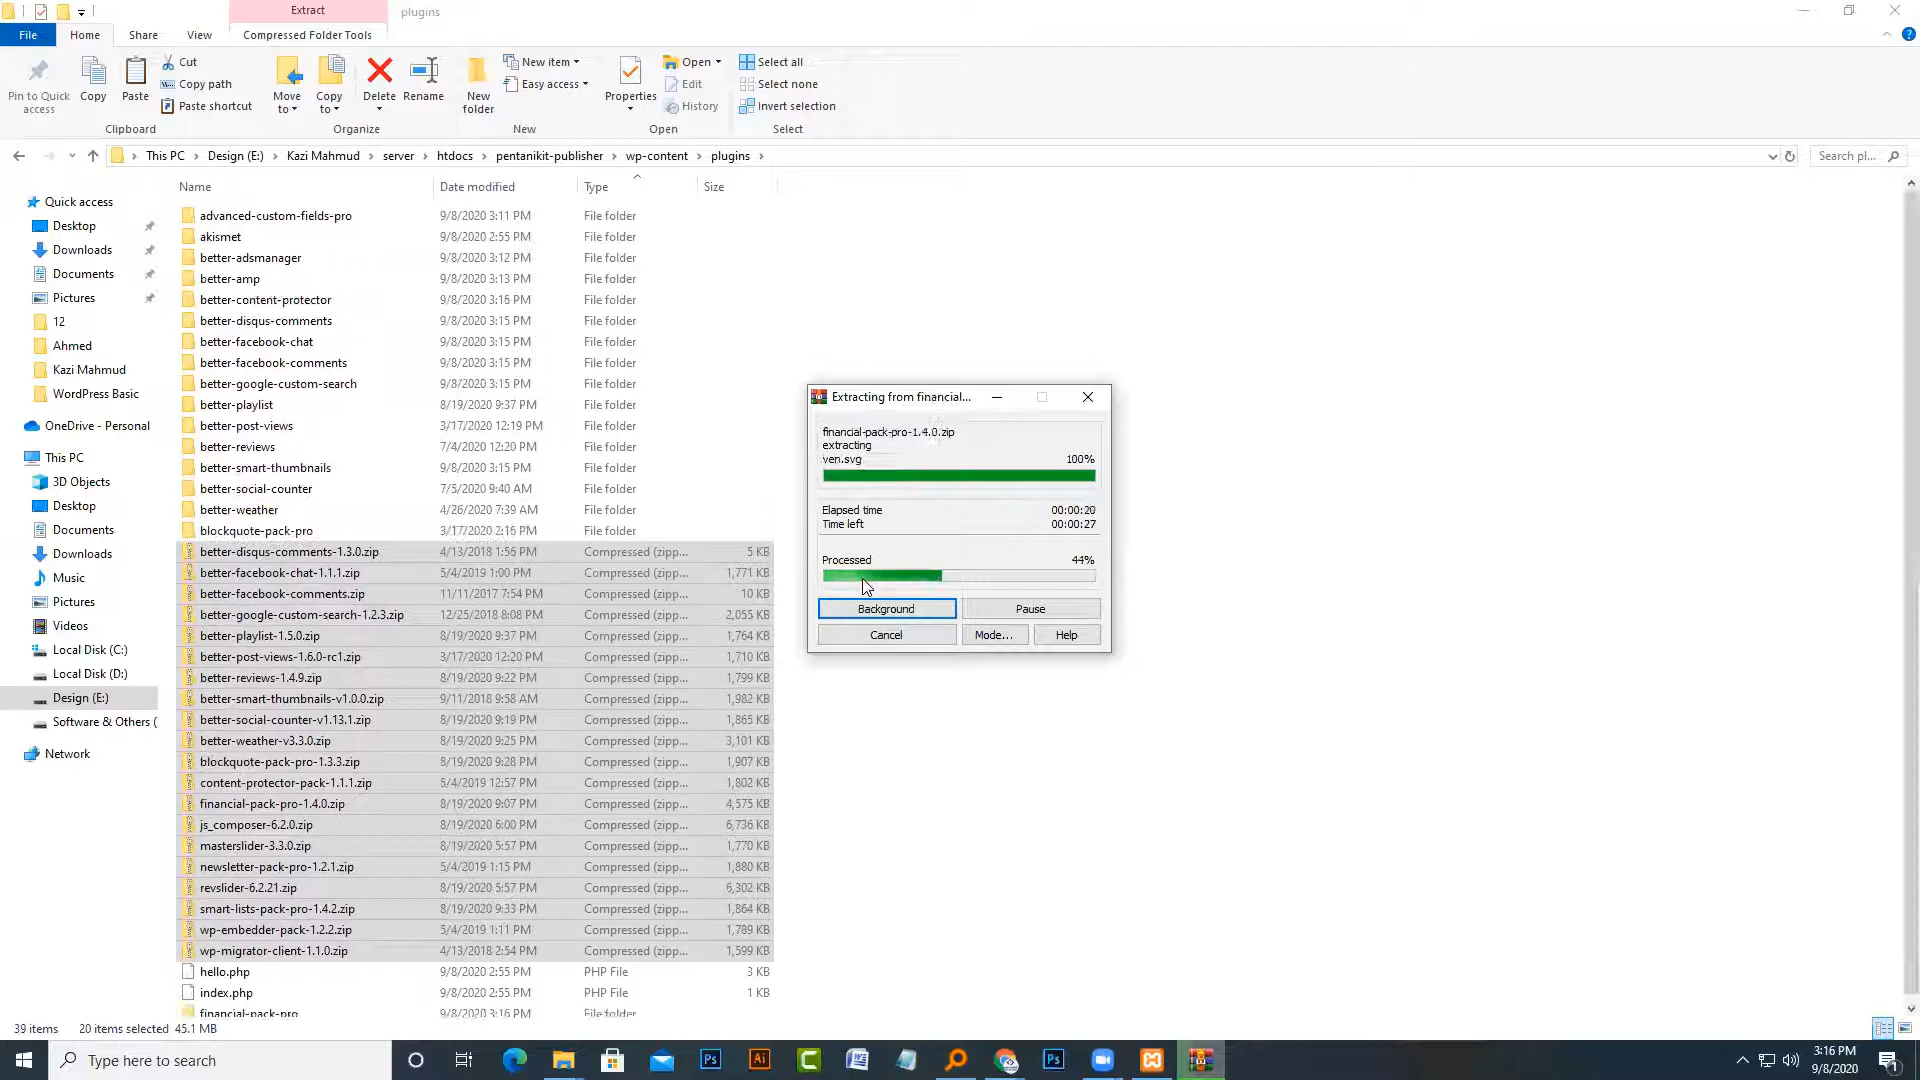 Extract
plugins
File
Home
Share
View
Compressed Folder Tools
Pin to Quick access
Copy
Paste
Cut
Copy path
Paste shortcut
Move to
Copy to
Delete
Rename
New folder
New item
Easy access
Properties
Open
Edit
History
Select all
Select none
Invert selection
Clipboard
Organize
New
Open
Select
This PC > Design (E:) > Kazi Mahmud > server > htdocs > pentanikit-publisher > wp-content > plugins >
Search pl...
Name Date modified Type Size
Quick access
Desktop
Downloads
Documents
Pictures
12
Ahmed
Kazi Mahmud
WordPress Basic
OneDrive - Personal
This PC
3D Objects
Desktop
Documents
Downloads
Music
Pictures
Videos
Local Disk (C:)
Local Disk (D:)
Design (E:)
Software & Others (
Network
advanced-custom-fields-pro 9/8/2020 3:11 PM File folder
akismet 9/8/2020 2:55 PM File folder
better-adsmanager 9/8/2020 3:12 PM File folder
better-amp 9/8/2020 3:13 PM File folder
better-content-protector 9/8/2020 3:15 PM File folder
better-disqus-comments 9/8/2020 3:15 PM File folder
better-facebook-chat 9/8/2020 3:15 PM File folder
better-facebook-comments 9/8/2020 3:15 PM File folder
better-google-custom-search 9/8/2020 3:15 PM File folder
better-playlist 8/19/2020 9:37 PM File folder
better-post-views 3/17/2020 12:19 PM File folder
better-reviews 7/4/2020 12:20 PM File folder
better-smart-thumbnails 9/8/2020 3:15 PM File folder
better-social-counter 7/5/2020 9:40 AM File folder
better-weather 4/26/2020 7:39 AM File folder
blockquote-pack-pro 3/17/2020 2:16 PM File folder
better-disqus-comments-1.3.0.zip 4/13/2018 1:56 PM Compressed (zipp... 5 KB
better-facebook-chat-1.1.1.zip 5/4/2019 1:00 PM Compressed (zipp... 1,771 KB
better-facebook-comments.zip 11/11/2017 7:54 PM Compressed (zipp... 10 KB
better-google-custom-search-1.2.3.zip 12/25/2018 8:08 PM Compressed (zipp... 2,055 KB
better-playlist-1.5.0.zip 8/19/2020 9:37 PM Compressed (zipp... 1,764 KB
better-post-views-1.6.0-rc1.zip 3/17/2020 12:20 PM Compressed (zipp... 1,710 KB
better-reviews-1.4.9.zip 8/19/2020 9:22 PM Compressed (zipp... 1,799 KB
better-smart-thumbnails-v1.0.0.zip 9/11/2018 9:58 AM Compressed (zipp... 1,982 KB
better-social-counter-v1.13.1.zip 8/19/2020 9:19 PM Compressed (zipp... 1,865 KB
better-weather-v3.3.0.zip 8/19/2020 9:25 PM Compressed (zipp... 3,101 KB
blockquote-pack-pro-1.3.3.zip 8/19/2020 9:28 PM Compressed (zipp... 1,907 KB
content-protector-pack-1.1.1.zip 5/4/2019 12:57 PM Compressed (zipp... 1,802 KB
financial-pack-pro-1.4.0.zip 8/19/2020 9:07 PM Compressed (zipp... 4,575 KB
js_composer-6.2.0.zip 8/19/2020 6:00 PM Compressed (zipp... 6,736 KB
masterslider-3.3.0.zip 8/19/2020 5:57 PM Compressed (zipp... 1,770 KB
newsletter-pack-pro-1.2.1.zip 5/4/2019 1:15 PM Compressed (zipp... 1,880 KB
revslider-6.2.21.zip 8/19/2020 5:57 PM Compressed (zipp... 6,302 KB
smart-lists-pack-pro-1.4.2.zip 8/19/2020 9:33 PM Compressed (zipp... 1,864 KB
wp-embedder-pack-1.2.2.zip 5/4/2019 1:11 PM Compressed (zipp... 1,789 KB
wp-migrator-client-1.1.0.zip 4/13/2018 2:54 PM Compressed (zipp... 1,599 KB
hello.php 9/8/2020 2:55 PM PHP File 3 KB
index.php 9/8/2020 2:55 PM PHP File 1 KB
financial-pack-pro 9/8/2020 3:16 PM File folder
Extracting from financial...
financial-pack-pro-1.4.0.zip
extracting
ven.svg 100%
Elapsed time 00:00:20
Time left 00:00:27
Processed 44%
Background
Pause
Cancel
Mode...
Help
39 items 20 items selected 45.1 MB
Type here to search
3:16 PM
9/8/2020